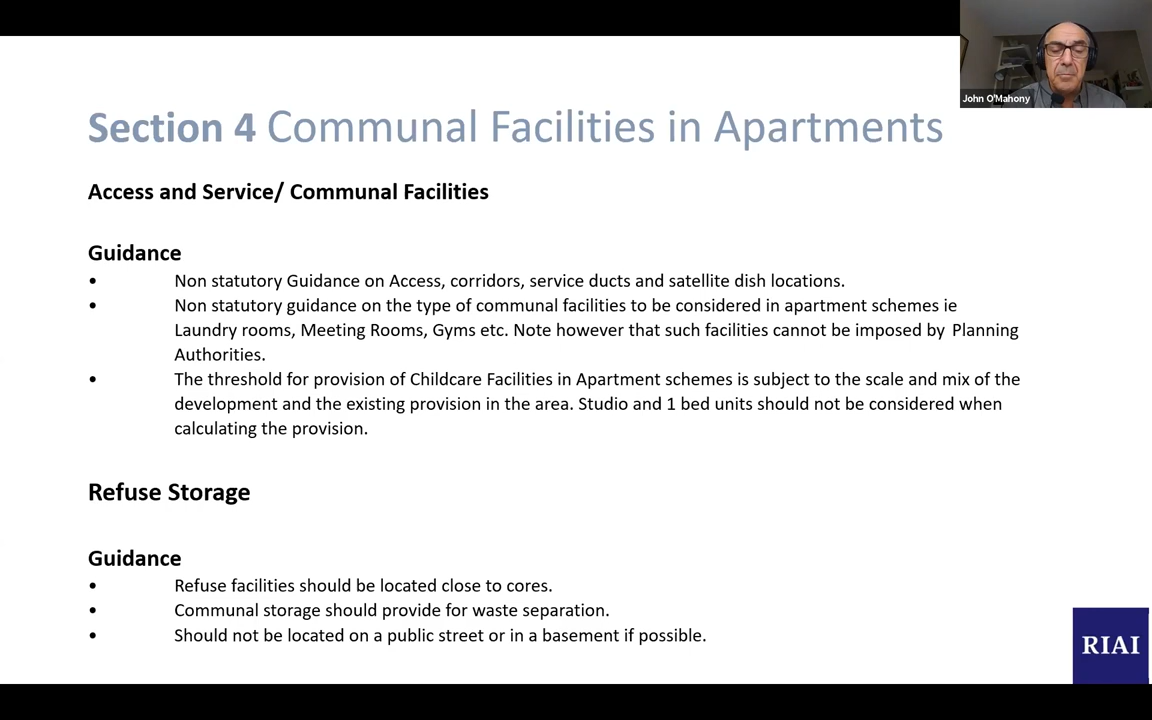 John O'Mahony
Section 4 Communal Facilities in Apartments
Access and Service/ Communal Facilities
Guidance
• Non statutory Guidance on Access, corridors, service ducts and satellite dish locations.
• Non statutory guidance on the type of communal facilities to be considered in apartment schemes ie
Laundry rooms, Meeting Rooms, Gyms etc. Note however that such facilities cannot be imposed by Planning
Authorities.
• The threshold for provision of Childcare Facilities in Apartment schemes is subject to the scale and mix of the
development and the existing provision in the area. Studio and 1 bed units should not be considered when
calculating the provision.
Refuse Storage
Guidance
• Refuse facilities should be located close to cores.
• Communal storage should provide for waste separation.
• Should not be located on a public street or in a basement if possible.
RIAI